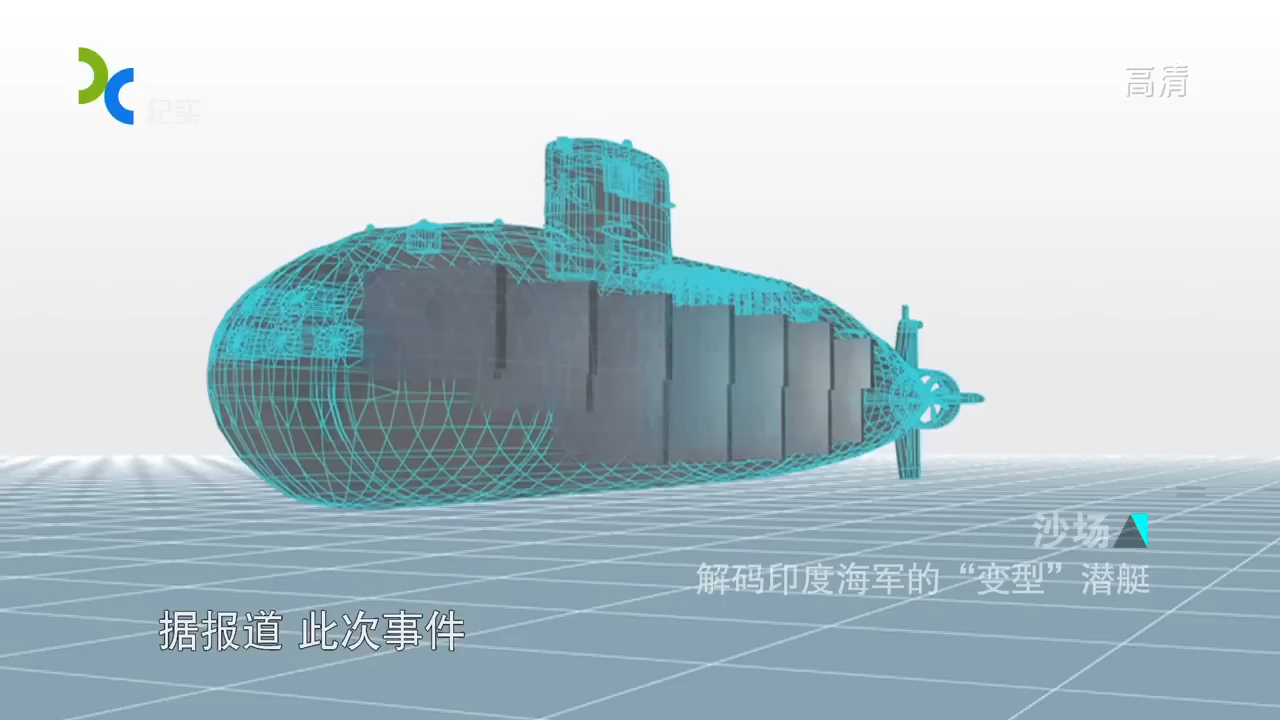 纪实
高清
沙场
解码印度海军的“变型”潜艇
据报道 此次事件